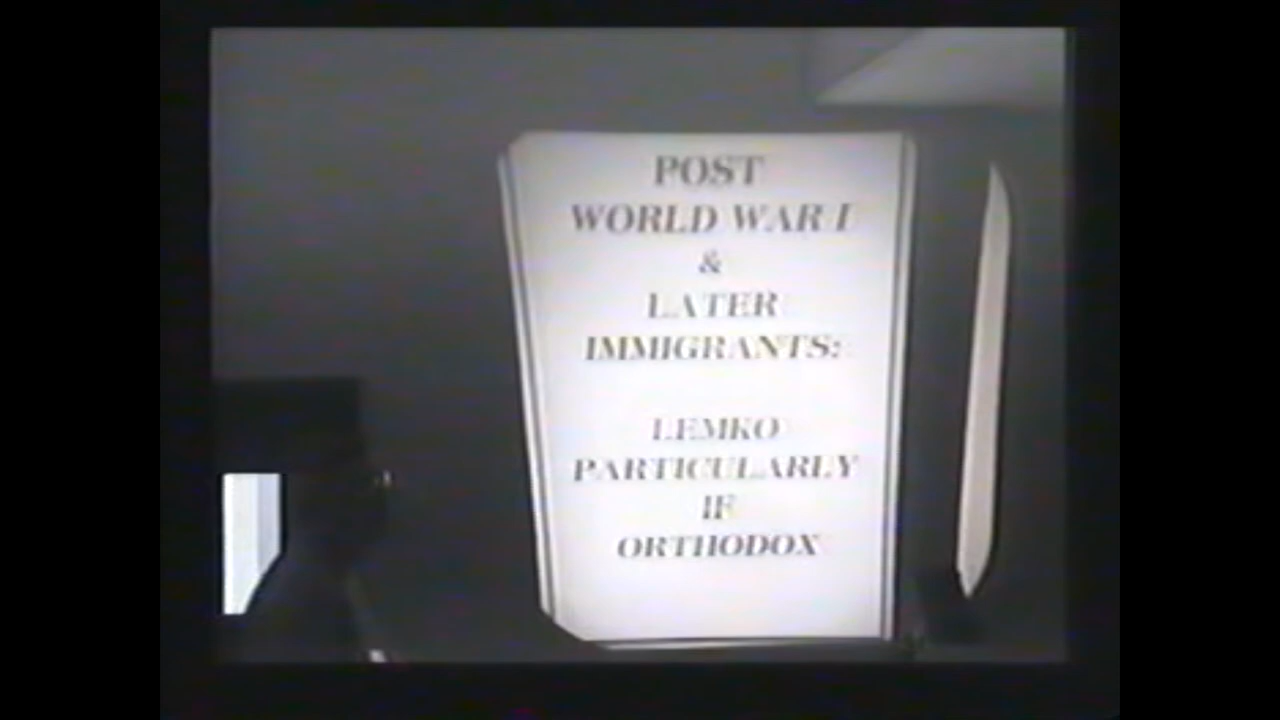 POST
WORLD WAR I
&
LATER
IMMIGRANTS:
LEMKO
PARTICULARLY
IF
ORTHODOX